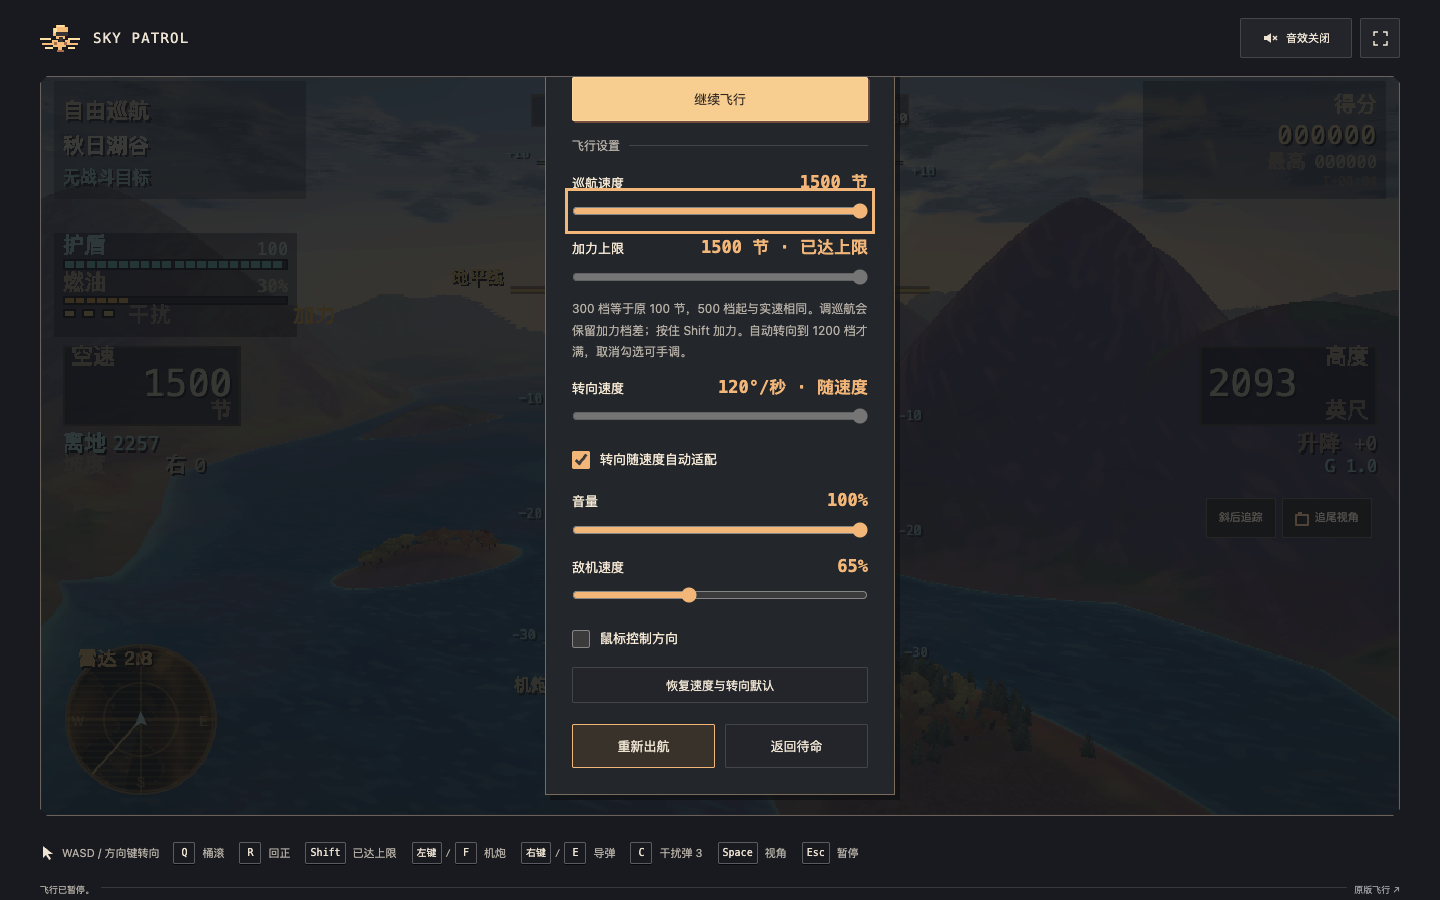 SKY PATROL
音效关闭
自由巡航
秋日湖谷
无战斗目标
得分
000000
最高 000000
护盾 100
燃油 30%
干扰
加力
空速
1500
节
离地 2257
右 0
地平线
+10
-10
-10
-20
-20
-30
-30
机炮
高度
2093
英尺
升降 +0
G 1.0
斜后追踪
追尾视角
雷达 2.8
W
E
S
继续飞行
飞行设置
巡航速度 1500 节
加力上限 1500 节 · 已达上限
300 档等于原 100 节，500 档起与实速相同。调巡航会
保留加力档差；按住 Shift 加力。自动转向到 1200 档才
满，取消勾选可手调。
转向速度 120°/秒 · 随速度
转向随速度自动适配
音量 100%
敌机速度 65%
鼠标控制方向
恢复速度与转向默认
重新出航
返回待命
WASD / 方向键转向 Q 桶滚 R 回正 Shift 已达上限 左键 / F 机炮 右键 / E 导弹 C 干扰弹 3 Space 视角 Esc 暂停
飞行已暂停。
原版飞行 ↗